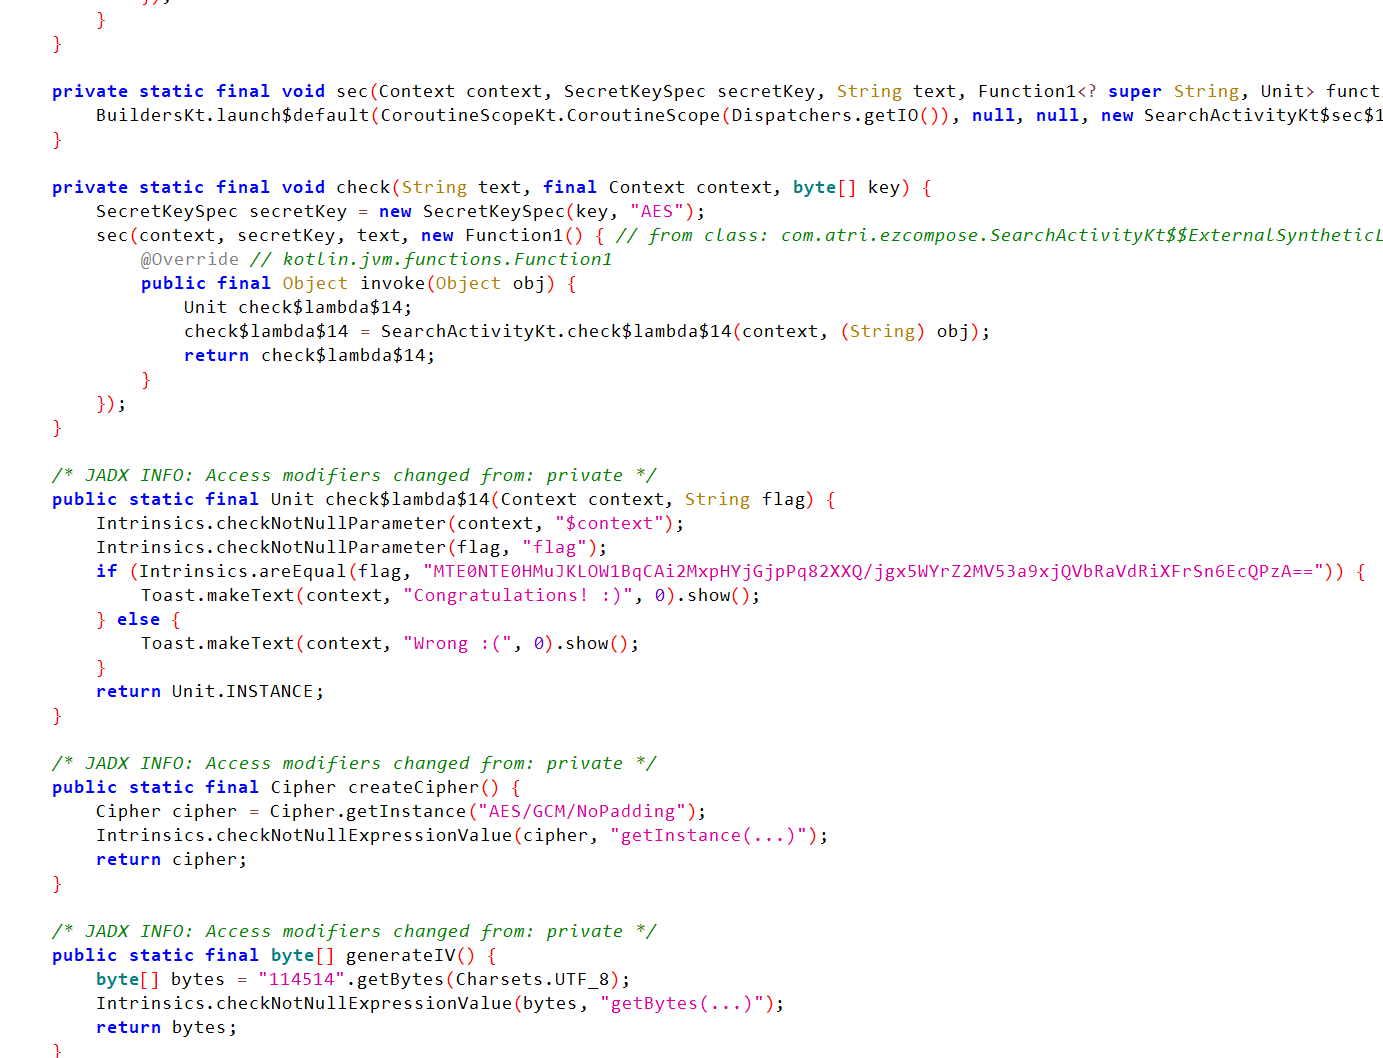 });
}
}
private static final void sec(Context context, SecretKeySpec secretKey, String text, Function1<? super String, Unit> functi
BuildersKt.launch$default(CoroutineScopeKt.CoroutineScope(Dispatchers.getIO()), null, null, new SearchActivityKt$sec$1
}
private static final void check(String text, final Context context, byte[] key) {
SecretKeySpec secretKey = new SecretKeySpec(key, "AES");
sec(context, secretKey, text, new Function1() { // from class: com.atri.ezcompose.SearchActivityKt$$ExternalSyntheticL
@Override // kotlin.jvm.functions.Function1
public final Object invoke(Object obj) {
Unit check$lambda$14;
check$lambda$14 = SearchActivityKt.check$lambda$14(context, (String) obj);
return check$lambda$14;
}
});
}
/* JADX INFO: Access modifiers changed from: private */
public static final Unit check$lambda$14(Context context, String flag) {
Intrinsics.checkNotNullParameter(context, "$context");
Intrinsics.checkNotNullParameter(flag, "flag");
if (Intrinsics.areEqual(flag, "MTE0NTE0HMuJKLOW1BqCAi2MxpHYjGjpPq82XXQ/jgx5WYrZ2MV53a9xjQVbRaVdRiXFrSn6EcQPzA==")) {
Toast.makeText(context, "Congratulations! :)", 0).show();
} else {
Toast.makeText(context, "Wrong :(", 0).show();
}
return Unit.INSTANCE;
}
/* JADX INFO: Access modifiers changed from: private */
public static final Cipher createCipher() {
Cipher cipher = Cipher.getInstance("AES/GCM/NoPadding");
Intrinsics.checkNotNullExpressionValue(cipher, "getInstance(...)");
return cipher;
}
/* JADX INFO: Access modifiers changed from: private */
public static final byte[] generateIV() {
byte[] bytes = "114514".getBytes(Charsets.UTF_8);
Intrinsics.checkNotNullExpressionValue(bytes, "getBytes(...)");
return bytes;
}